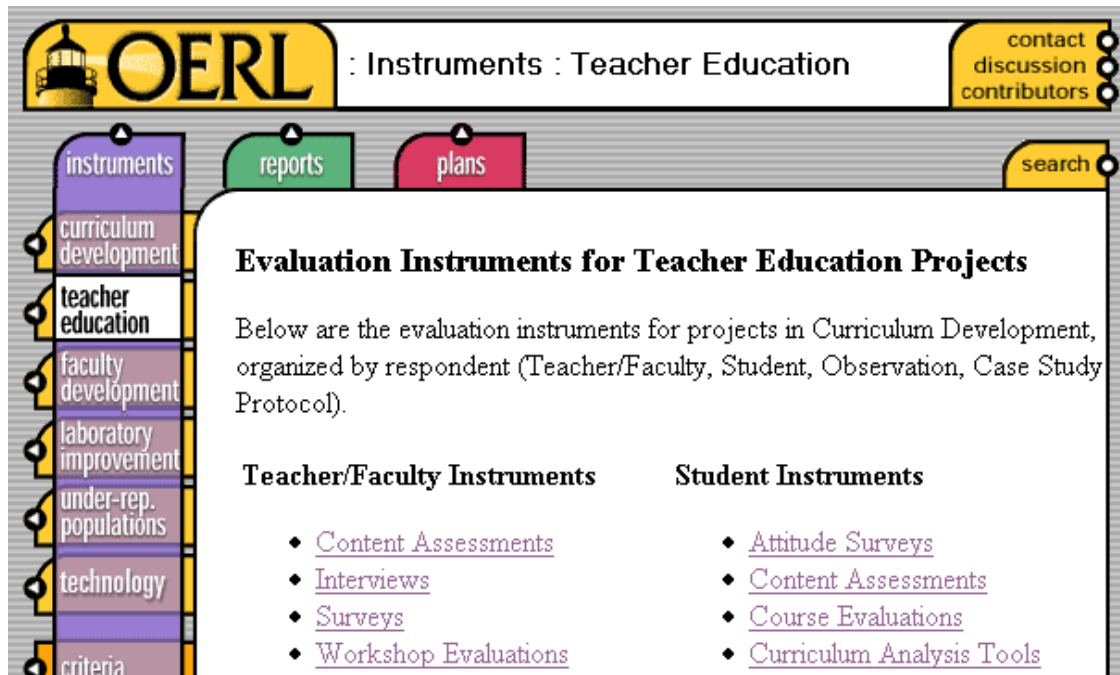 OERL : Instruments : Teacher Education
contact
discussion
contributors
instruments
reports
plans
search
curriculum
development
teacher
education
faculty
development
laboratory
improvement
under-rep.
populations
technology
criteria
Evaluation Instruments for Teacher Education Projects
Below are the evaluation instruments for projects in Curriculum Development,
organized by respondent (Teacher/Faculty, Student, Observation, Case Study
Protocol).
Teacher/Faculty Instruments
Content Assessments
Interviews
Surveys
Workshop Evaluations
Student Instruments
Attitude Surveys
Content Assessments
Course Evaluations
Curriculum Analysis Tools